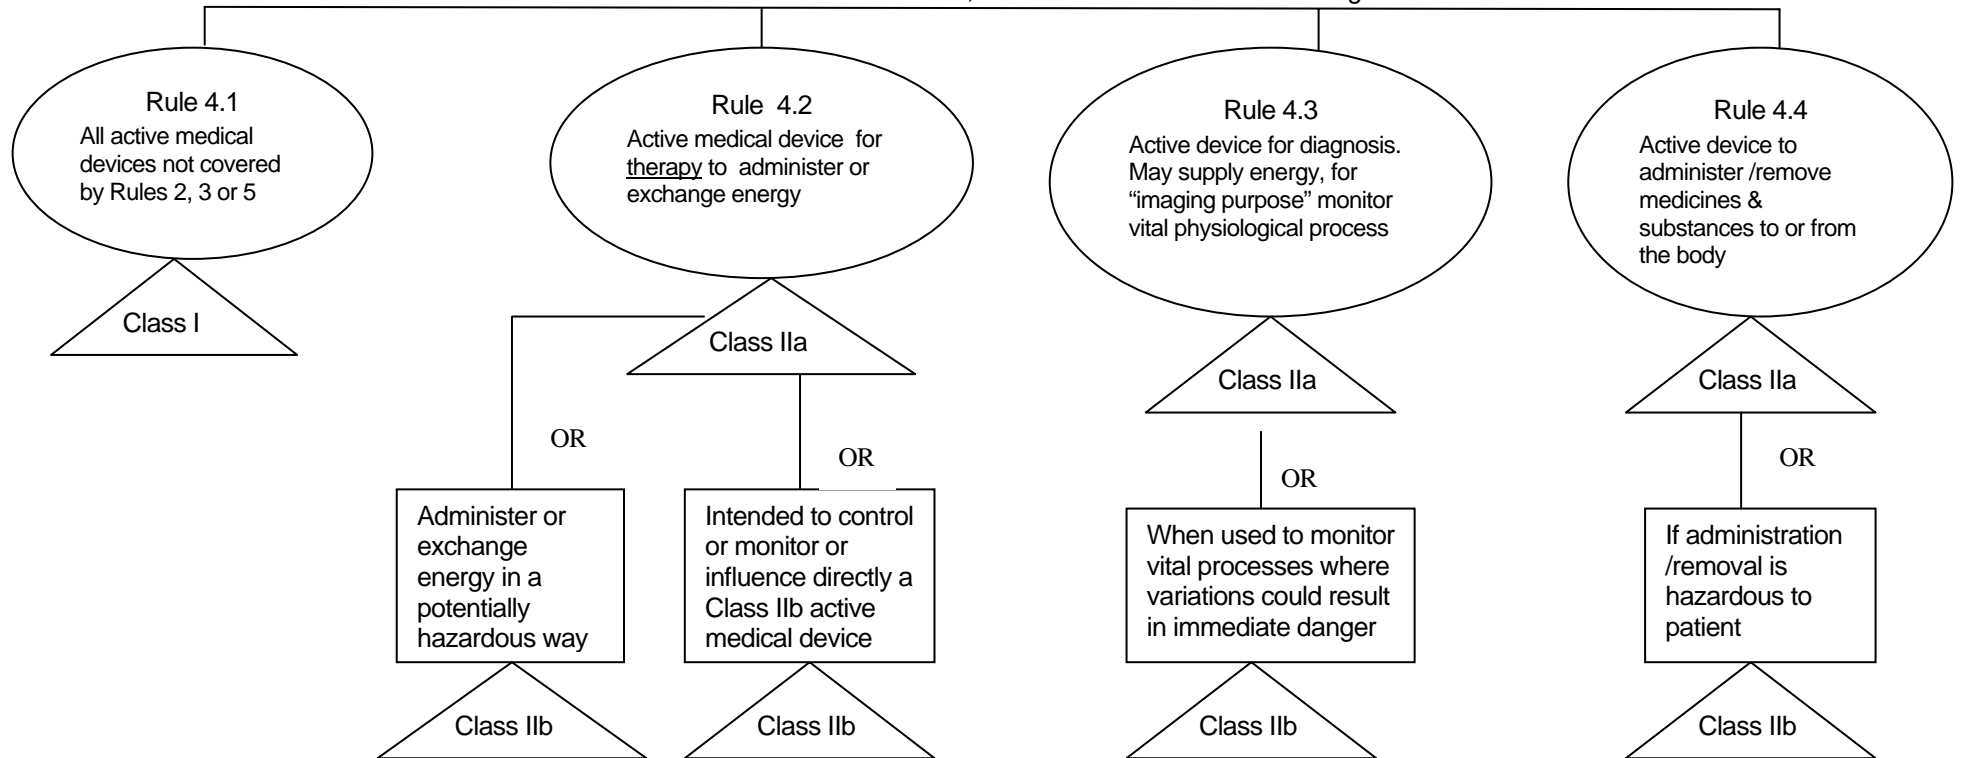 Rule 4.1
All active medical
devices not covered
by Rules 2, 3 or 5
Class I
Rule 4.2
Active medical device for
therapy to administer or
exchange energy
Class IIa
OR
Administer or
exchange
energy in a
potentially
hazardous way
Class IIb
OR
Intended to control
or monitor or
influence directly a
Class IIb active
medical device
Class IIb
Rule 4.3
Active device for diagnosis.
May supply energy, for
“imaging purpose” monitor
vital physiological process
Class IIa
OR
When used to monitor
vital processes where
variations could result
in immediate danger
Class IIb
Rule 4.4
Active device to
administer /remove
medicines &
substances to or from
the body
Class IIa
OR
If administration
/removal is
hazardous to
patient
Class IIb